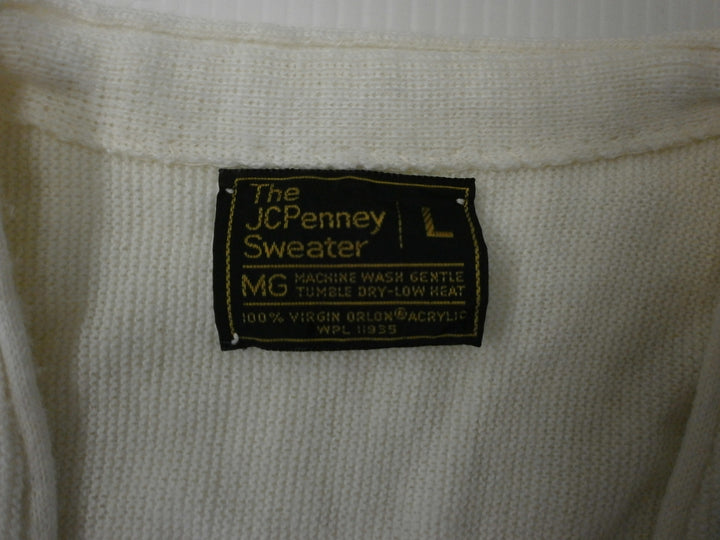 The
JCPenney
Sweater
L
MG
MACHINE WASH GENTLE
TUMBLE DRY-LOW HEAT
100% VIRGIN ORLON® ACRYLIC
WPL 11935